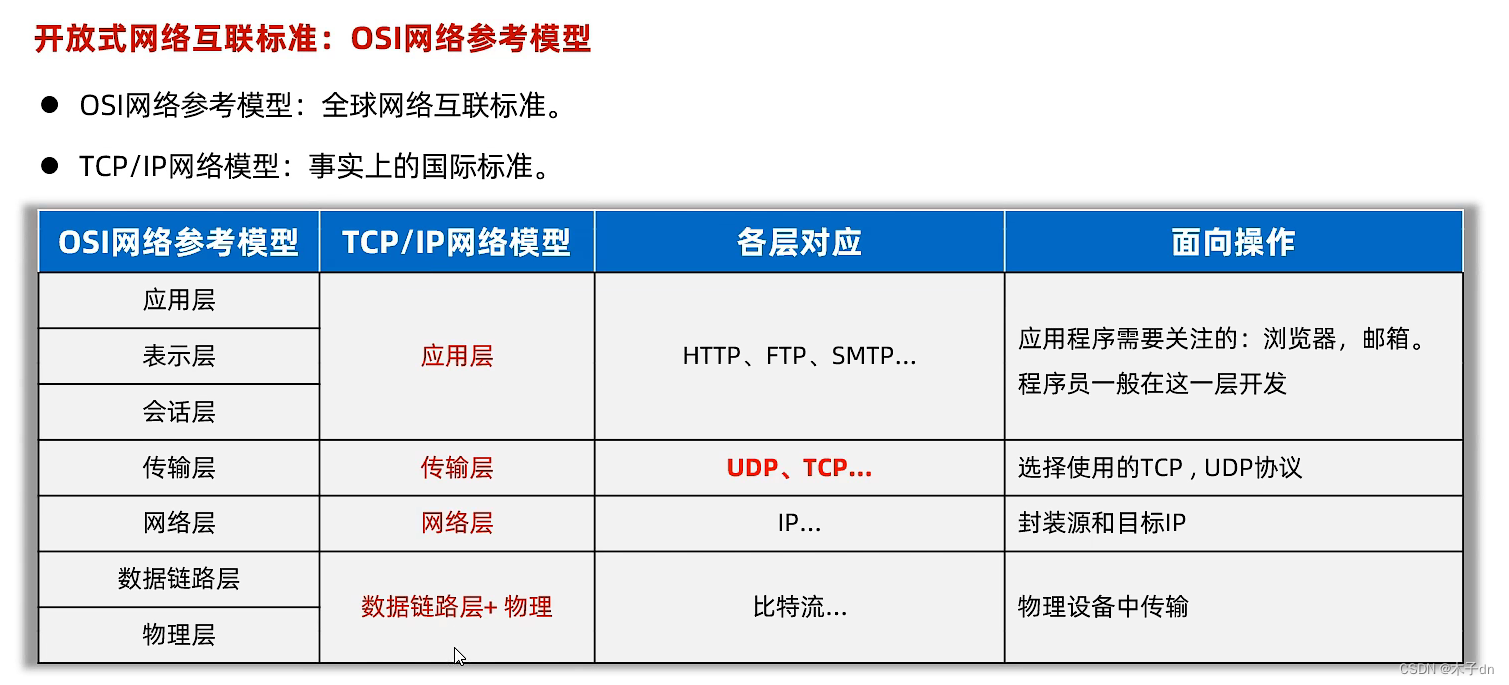 开放式网络互联标准：OSI网络参考模型
● OSI网络参考模型：全球网络互联标准。
● TCP/IP网络模型：事实上的国际标准。
OSI网络参考模型 TCP/IP网络模型 各层对应 面向操作
应用层
表示层
会话层
应用层
HTTP、FTP、SMTP...
应用程序需要关注的：浏览器，邮箱。
程序员一般在这一层开发
传输层 传输层 UDP、TCP... 选择使用的TCP , UDP协议
网络层 网络层 IP... 封装源和目标IP
数据链路层
物理层
数据链路层+ 物理
比特流...
物理设备中传输
CSDN @木子dn